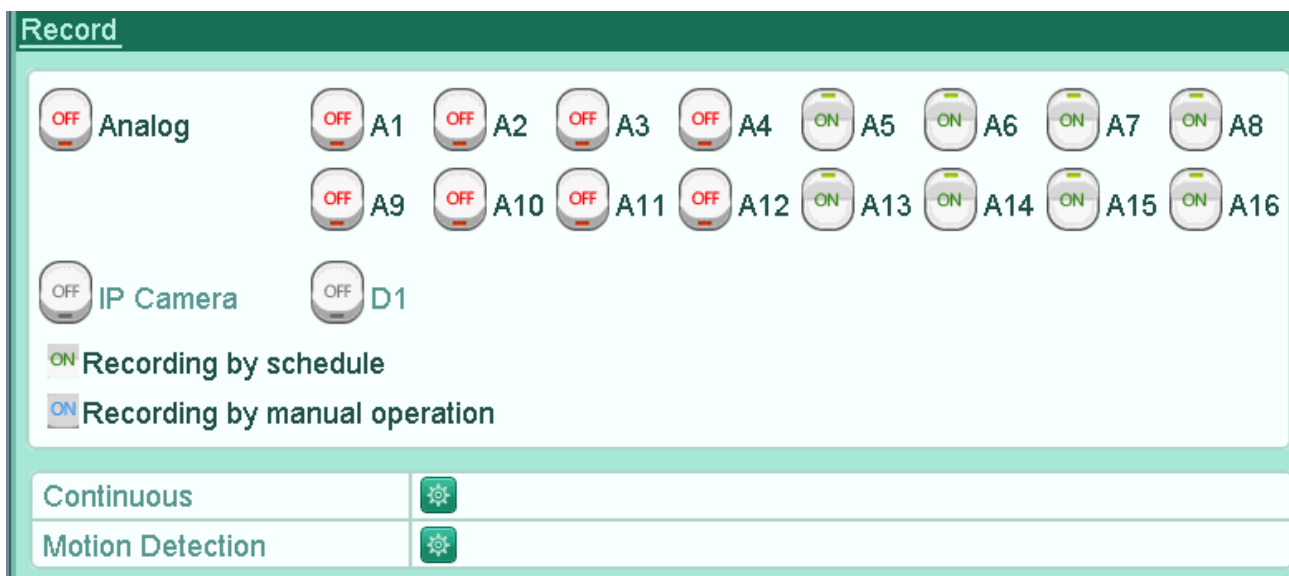 Record
OFF Analog OFF A1 OFF A2 OFF A3 OFF A4 ON A5 ON A6 ON A7 ON A8
OFF A9 OFF A10 OFF A11 OFF A12 ON A13 ON A14 ON A15 ON A16
OFF IP Camera OFF D1
ON Recording by schedule
ON Recording by manual operation
Continuous
Motion Detection